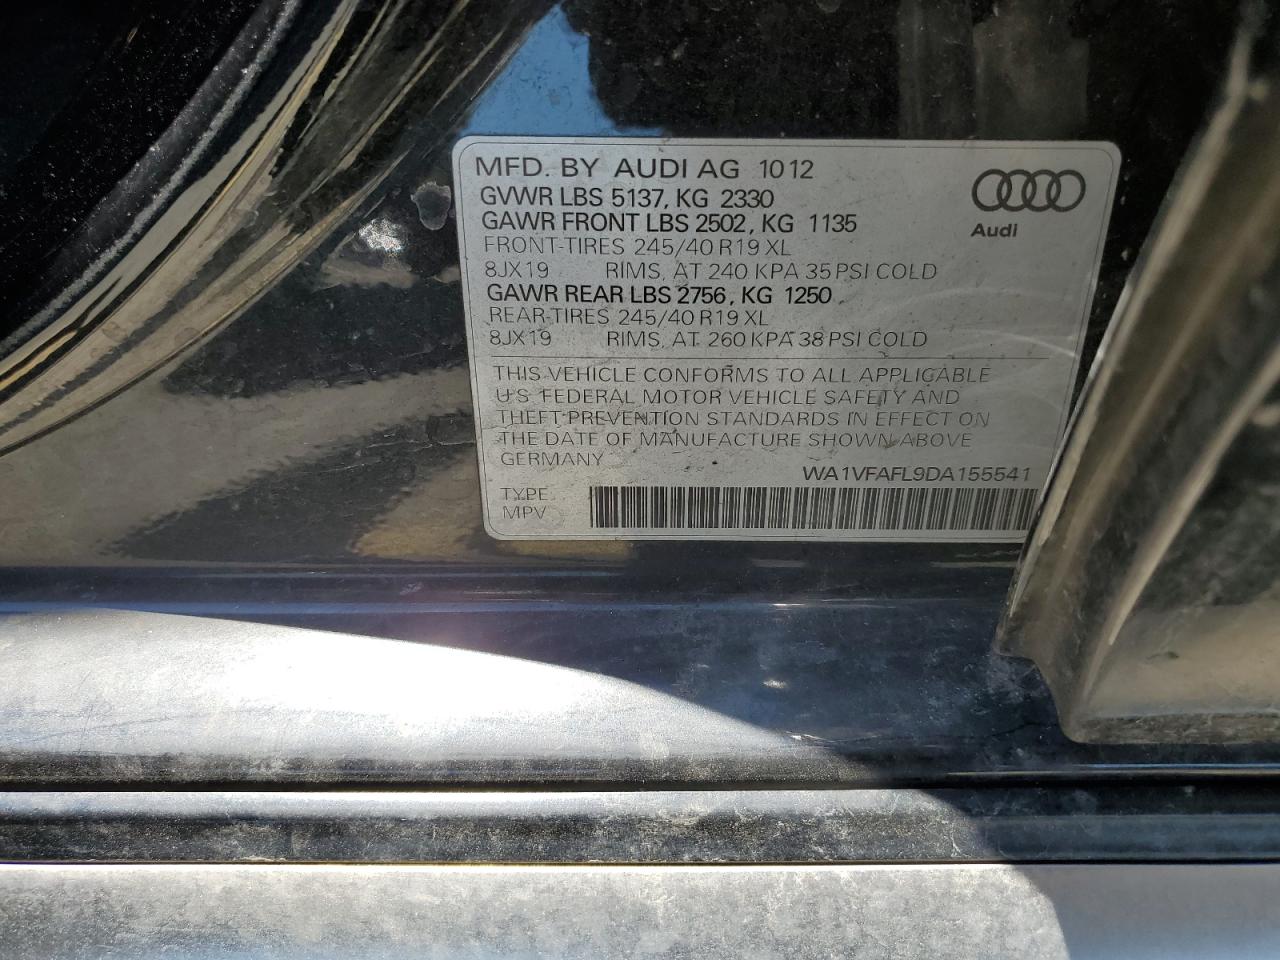 MFD. BY AUDI AG 10 12
GVWR LBS 5137, KG 2330
GAWR FRONT LBS 2502, KG 1135
FRONT-TIRES 245/40 R19 XL
8JX19 RIMS, AT 240 KPA 35 PSI COLD
GAWR REAR LBS 2756, KG 1250
REAR-TIRES 245/40 R19 XL
8JX19 RIMS, AT 260 KPA 38 PSI COLD
Audi
THIS VEHICLE CONFORMS TO ALL APPLICABLE
U.S. FEDERAL MOTOR VEHICLE SAFETY AND
THEFT PREVENTION STANDARDS IN EFFECT ON
THE DATE OF MANUFACTURE SHOWN ABOVE
GERMANY
WA1VFAFL9DA155541
TYPE
MPV